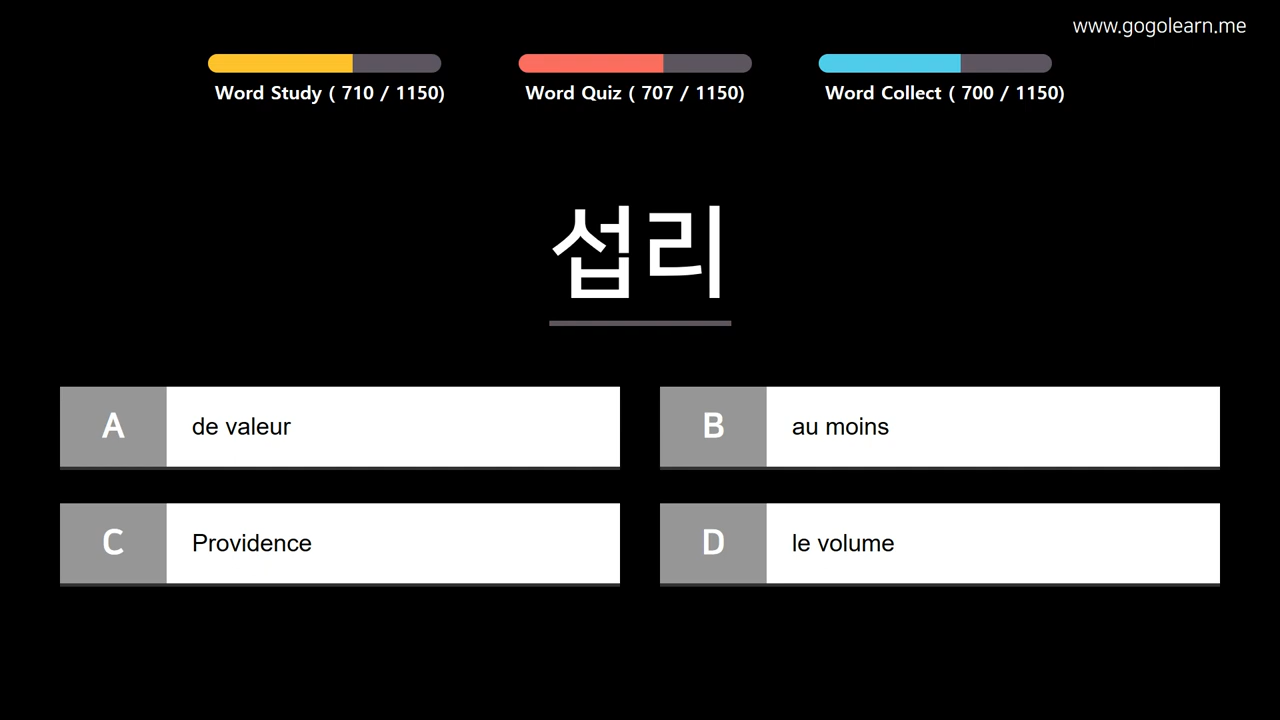 www.gogolearn.me
Word Study ( 710 / 1150)
Word Quiz ( 707 / 1150)
Word Collect ( 700 / 1150)
섭리
A de valeur
B au moins
C Providence
D le volume